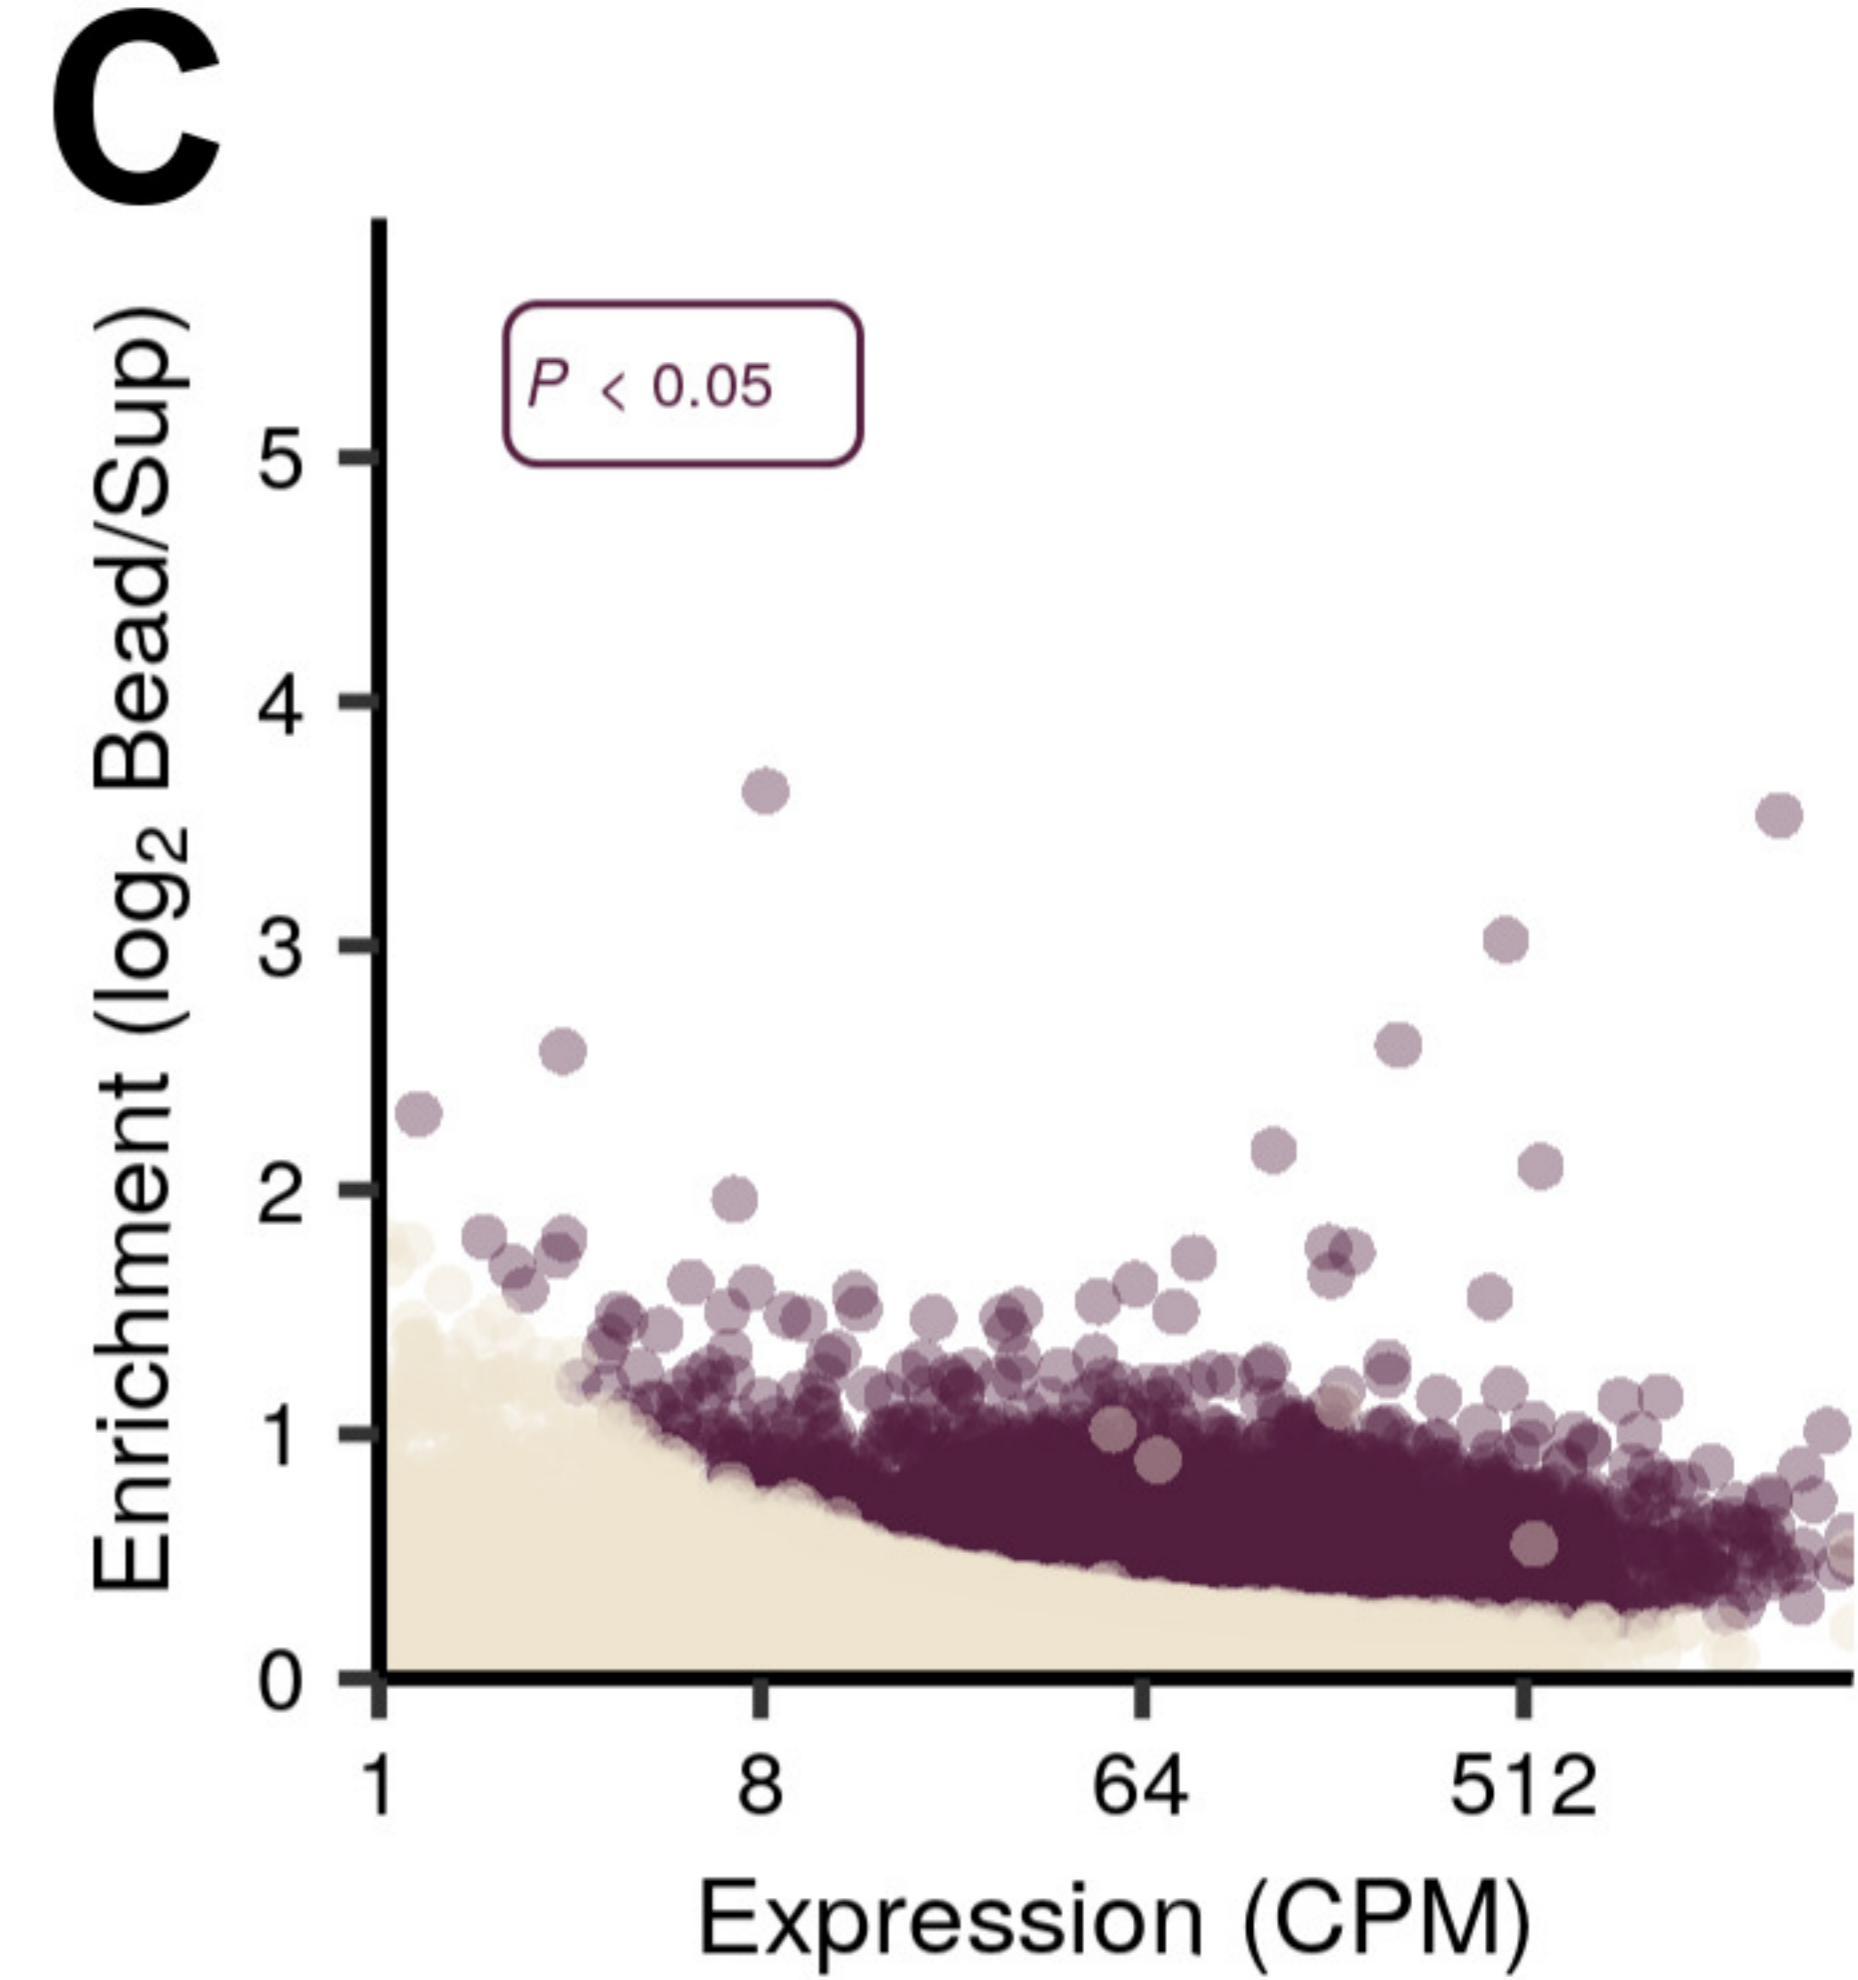 C
P < 0.05
Enrichment (log₂ Bead/Sup)
5
4
3
2
1
0
1 8 64 512
Expression (CPM)